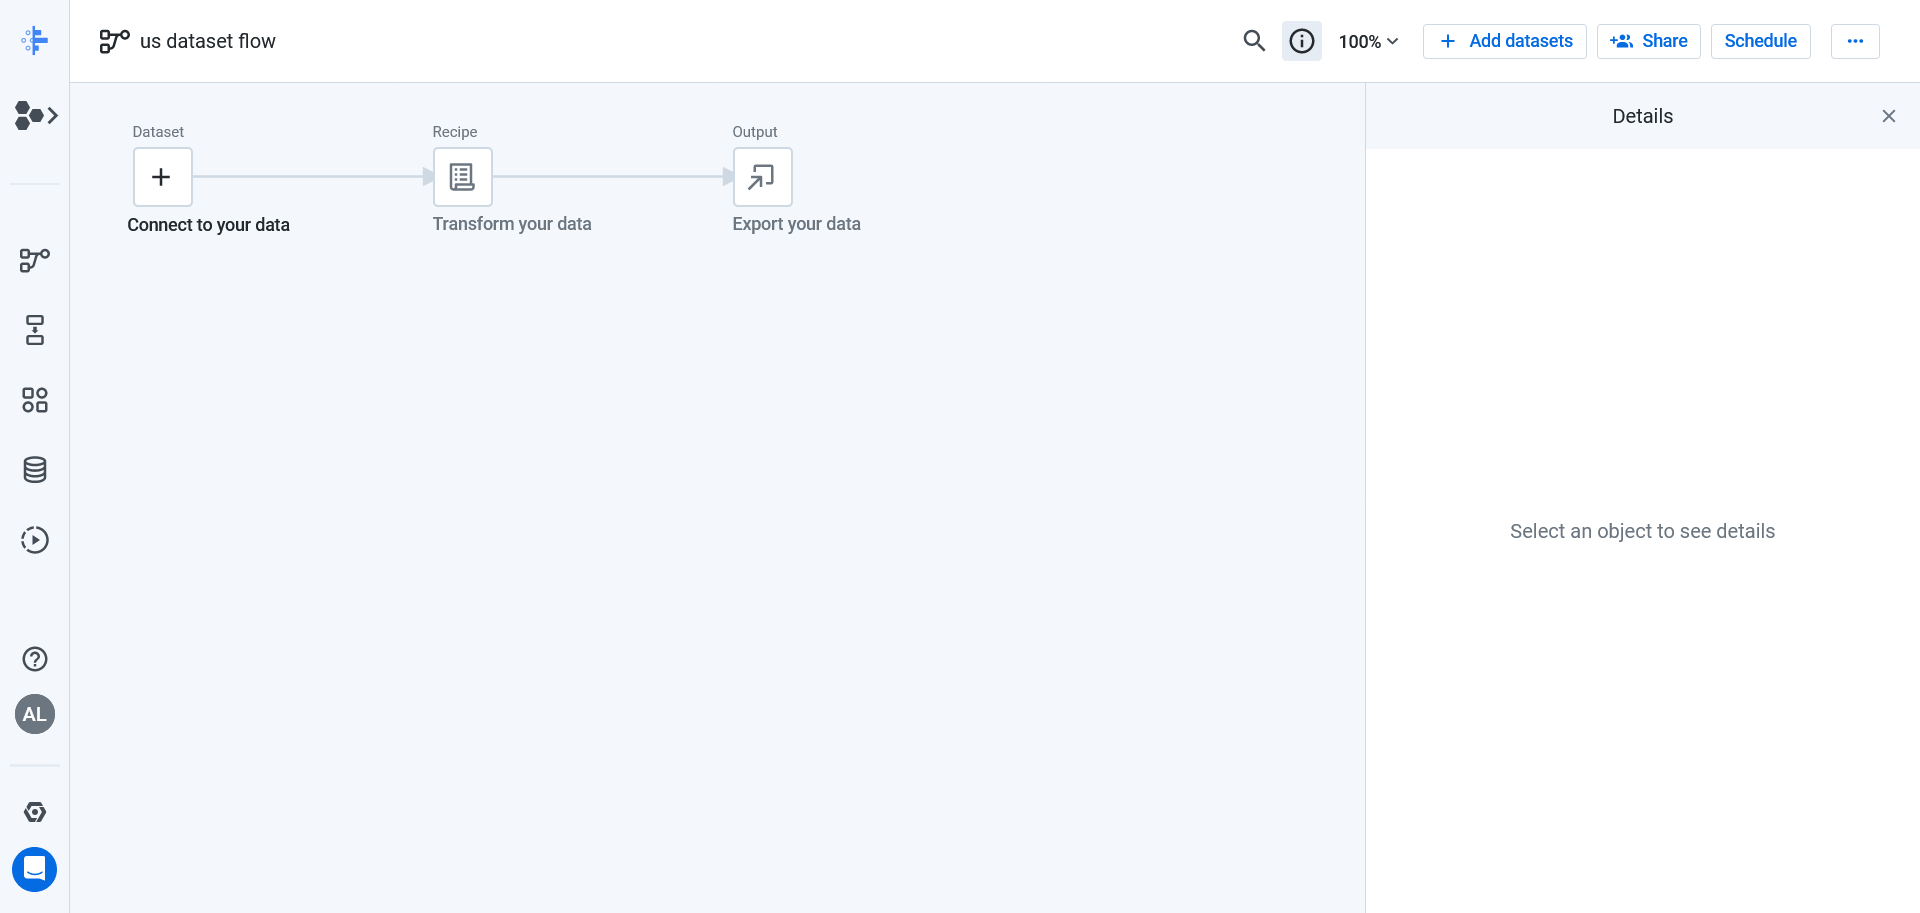 us dataset flow
100%
Add datasets
Share
Schedule
Dataset
Recipe
Output
Connect to your data
Transform your data
Export your data
Details
Select an object to see details
AL